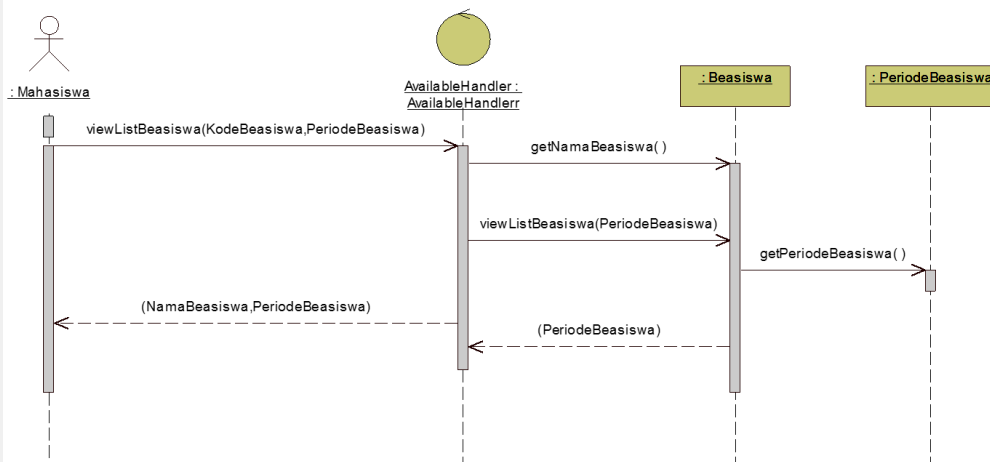 : Mahasiswa
AvailableHandler :
AvailableHandlerr
: Beasiswa
: PeriodeBeasiswa
viewListBeasiswa(KodeBeasiswa,PeriodeBeasiswa)
getNamaBeasiswa( )
viewListBeasiswa(PeriodeBeasiswa)
getPeriodeBeasiswa( )
(NamaBeasiswa,PeriodeBeasiswa)
(PeriodeBeasiswa)